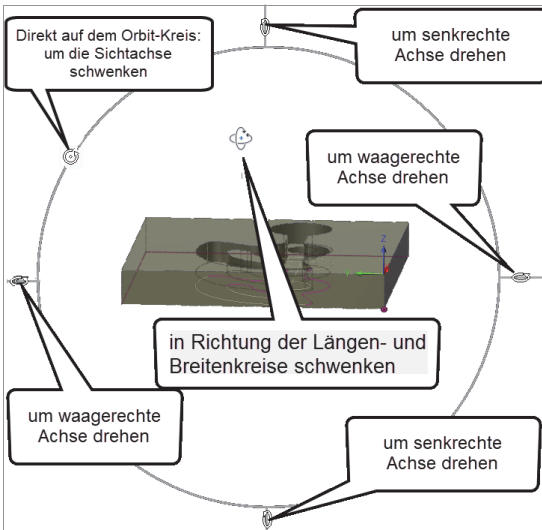 Direkt auf dem Orbit-Kreis:
um die Sichtachse
schwenken
um senkrechte
Achse drehen
um waagerechte
Achse drehen
Z
in Richtung der Längen- und
Breitenkreise schwenken
um waagerechte
Achse drehen
um senkrechte
Achse drehen